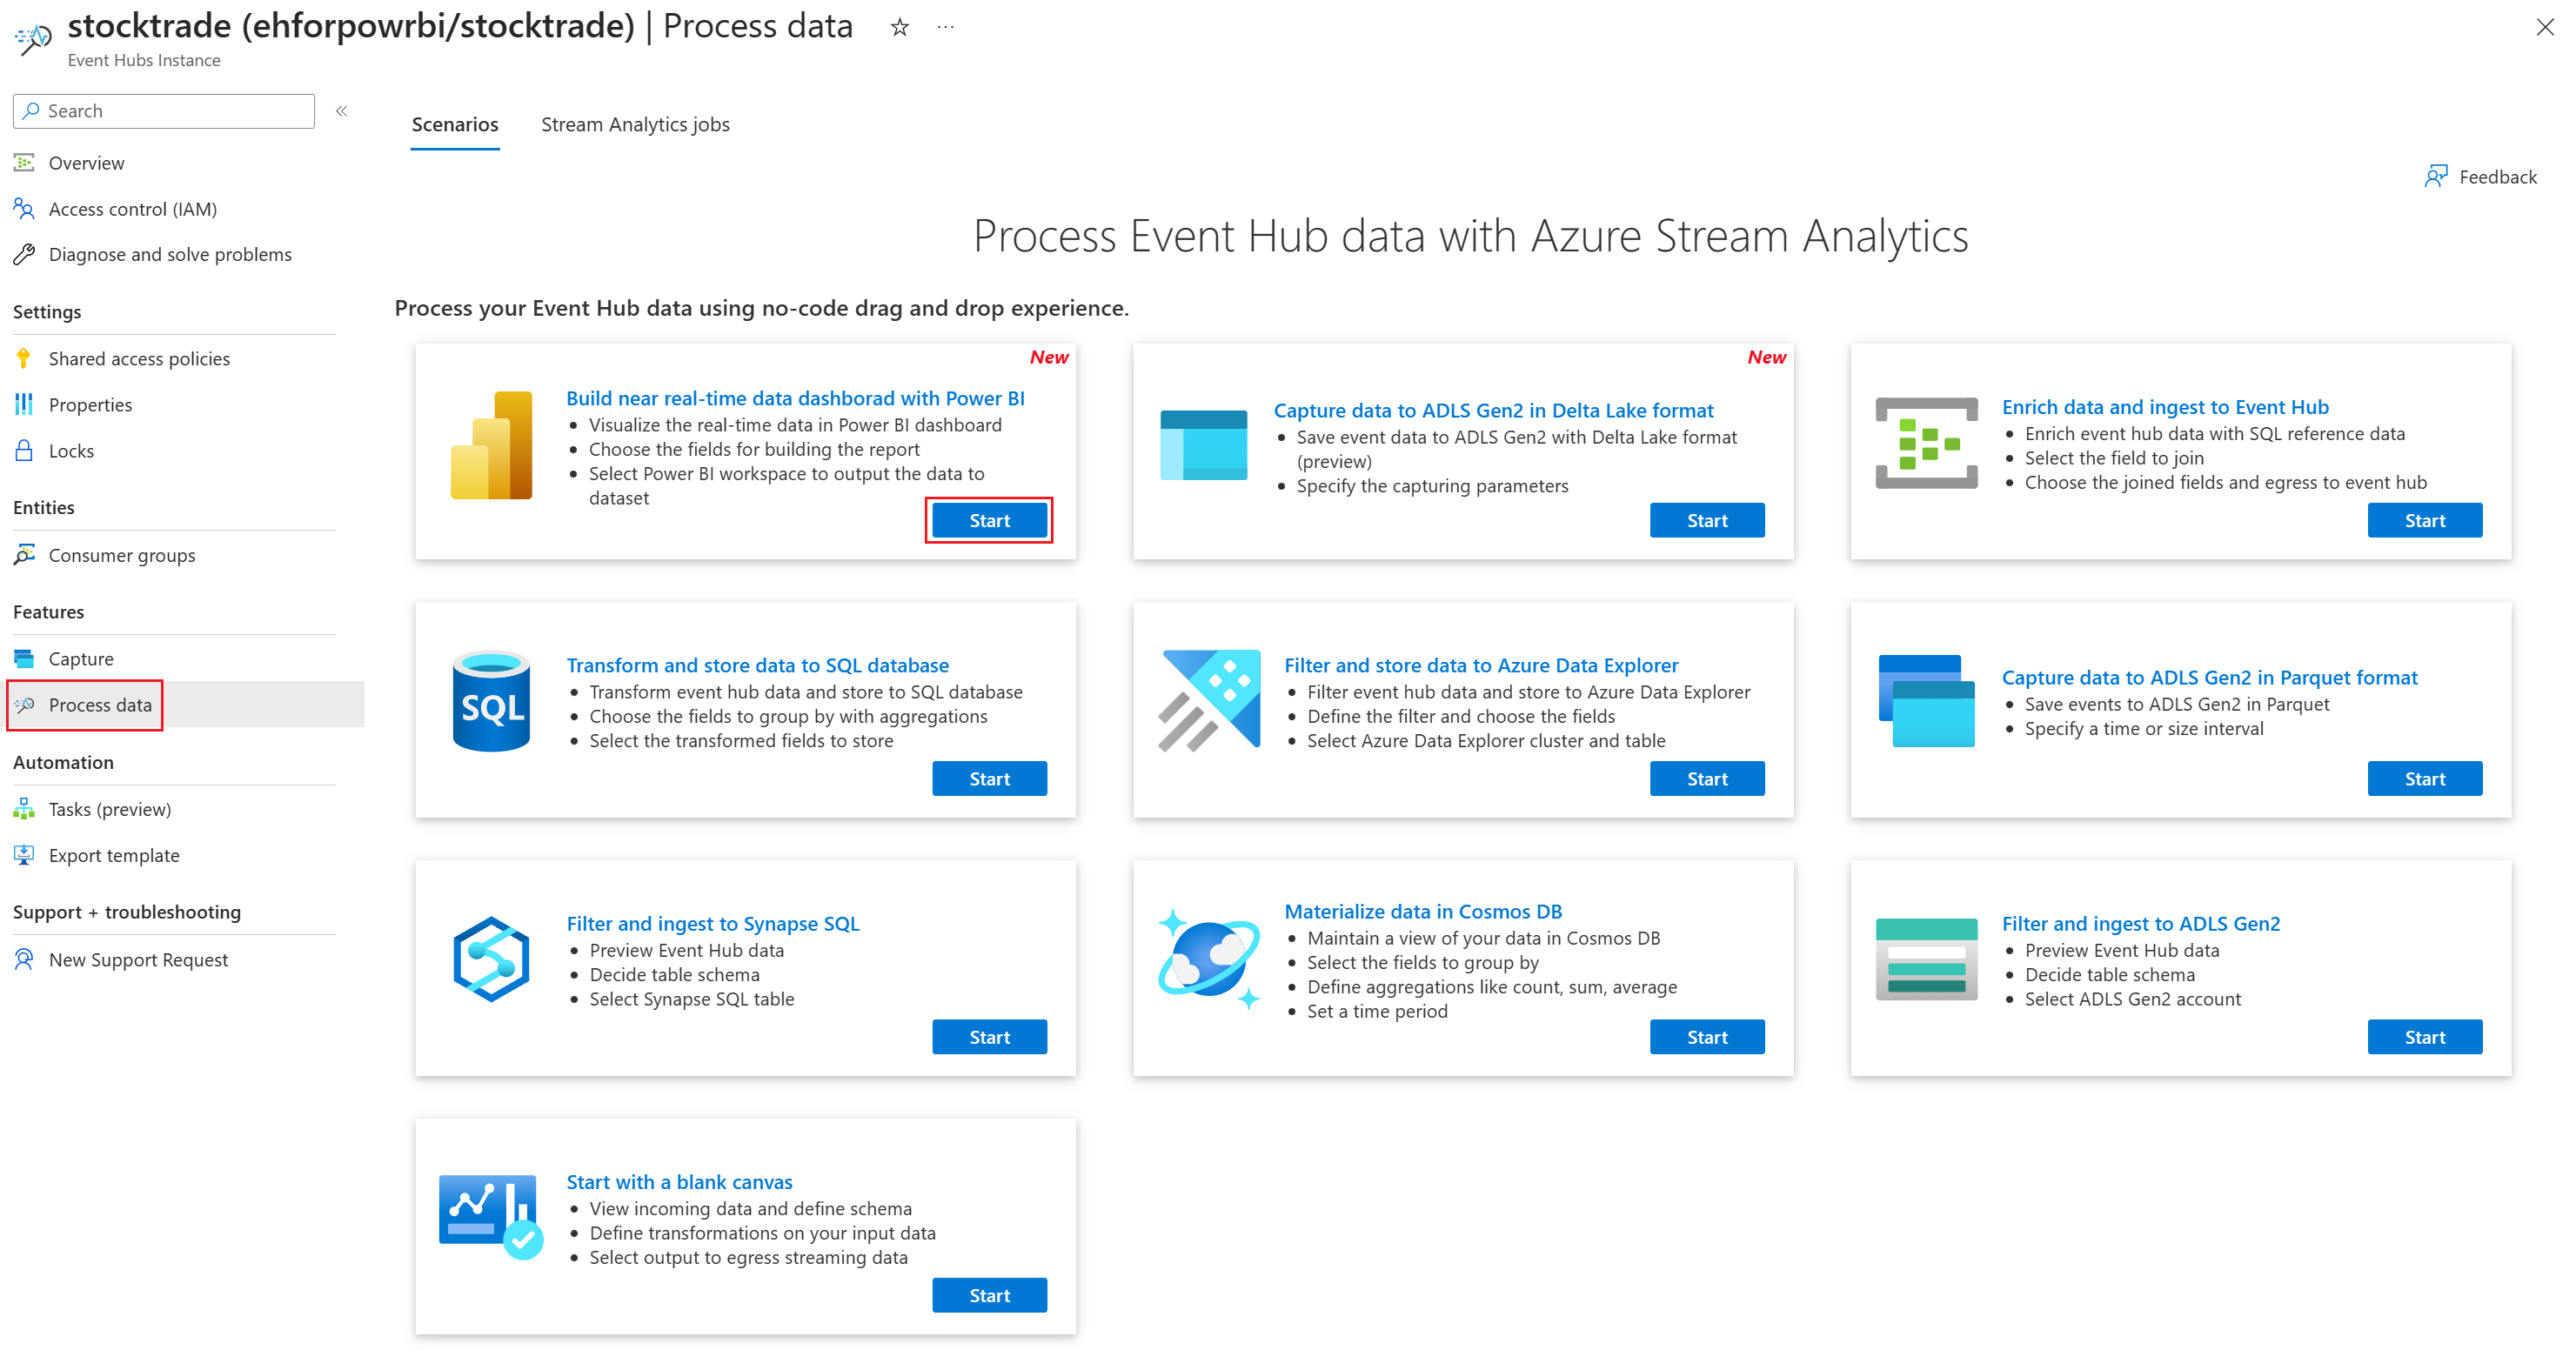 stocktrade (ehforpowrbi/stocktrade) | Process data
Event Hubs Instance
Search
Overview
Access control (IAM)
Diagnose and solve problems
Settings
Shared access policies
Properties
Locks
Entities
Consumer groups
Features
Capture
Process data
Automation
Tasks (preview)
Export template
Support + troubleshooting
New Support Request
Scenarios
Stream Analytics jobs
Feedback
Process Event Hub data with Azure Stream Analytics
Process your Event Hub data using no-code drag and drop experience.
New
Build near real-time data dashborad with Power BI
Visualize the real-time data in Power BI dashboard
Choose the fields for building the report
Select Power BI workspace to output the data to
dataset
Start
New
Capture data to ADLS Gen2 in Delta Lake format
Save event data to ADLS Gen2 with Delta Lake format
(preview)
Specify the capturing parameters
Start
Enrich data and ingest to Event Hub
Enrich event hub data with SQL reference data
Select the field to join
Choose the joined fields and egress to event hub
Start
SQL
Transform and store data to SQL database
Transform event hub data and store to SQL database
Choose the fields to group by with aggregations
Select the transformed fields to store
Start
Filter and store data to Azure Data Explorer
Filter event hub data and store to Azure Data Explorer
Define the filter and choose the fields
Select Azure Data Explorer cluster and table
Start
Capture data to ADLS Gen2 in Parquet format
Save events to ADLS Gen2 in Parquet
Specify a time or size interval
Start
Filter and ingest to Synapse SQL
Preview Event Hub data
Decide table schema
Select Synapse SQL table
Start
Materialize data in Cosmos DB
Maintain a view of your data in Cosmos DB
Select the fields to group by
Define aggregations like count, sum, average
Set a time period
Start
Filter and ingest to ADLS Gen2
Preview Event Hub data
Decide table schema
Select ADLS Gen2 account
Start
Start with a blank canvas
View incoming data and define schema
Define transformations on your input data
Select output to egress streaming data
Start